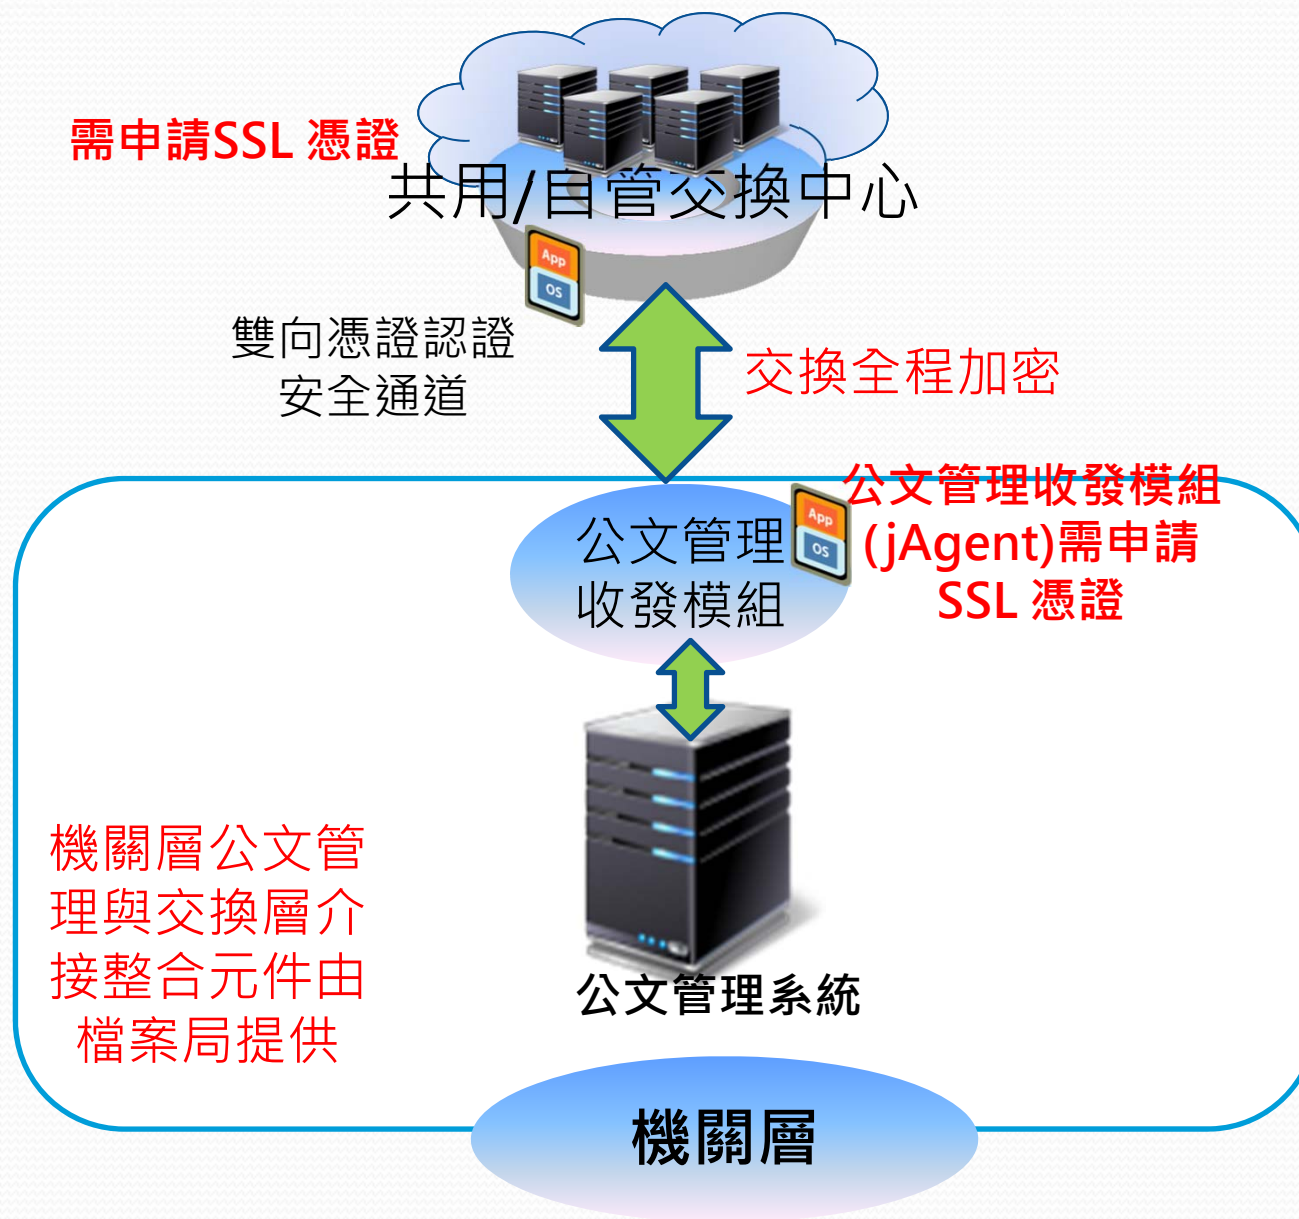 需申請SSL 憑證
共用/自管交換中心
App
OS
雙向憑證認證
安全通道
交換全程加密
公文管理收發模組
(jAgent)需申請
SSL 憑證
App
OS
公文管理
收發模組
機關層公文管
理與交換層介
接整合元件由
檔案局提供
公文管理系統
機關層